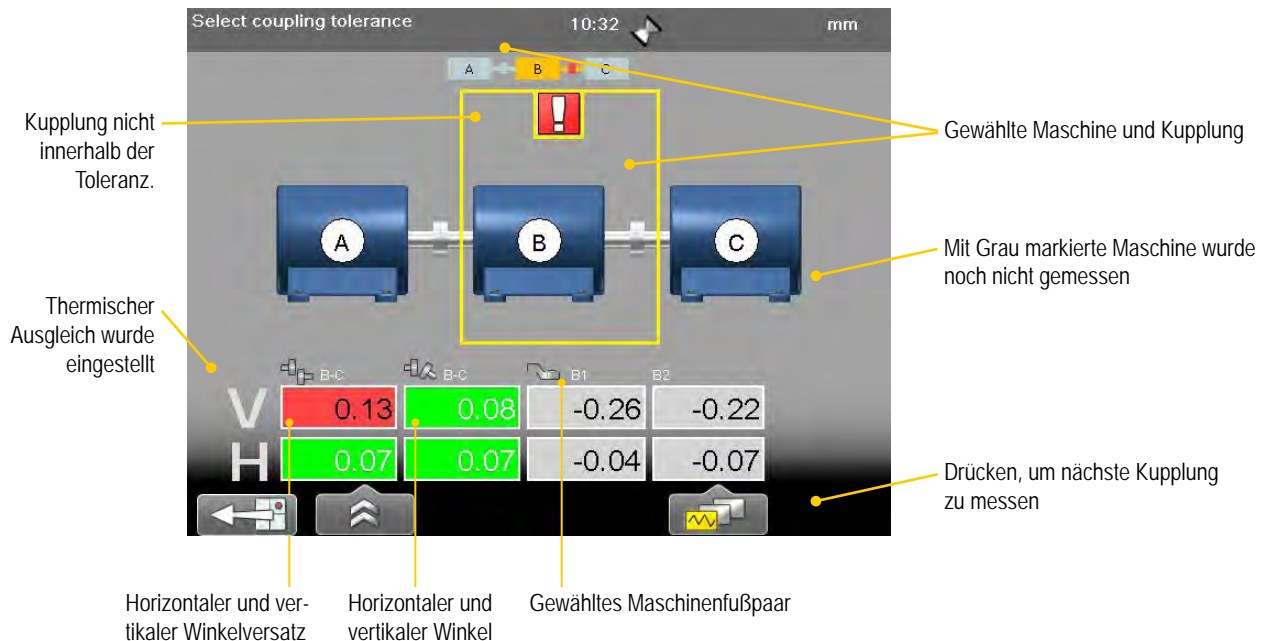 Select coupling tolerance
10:32
mm
A
B
C
Kupplung nicht
innerhalb der
Toleranz.
Gewählte Maschine und Kupplung
A
B
C
Mit Grau markierte Maschine wurde
noch nicht gemessen
Thermischer
Ausgleich wurde
eingestellt
B-C
B-C
B1
B2
V
0.13
0.08
-0.26
-0.22
H
0.07
0.07
-0.04
-0.07
Drücken, um nächste Kupplung
zu messen
Horizontaler und ver-
tikaler Winkelversatz
Horizontaler und
vertikaler Winkel
Gewähltes Maschinenfußpaar